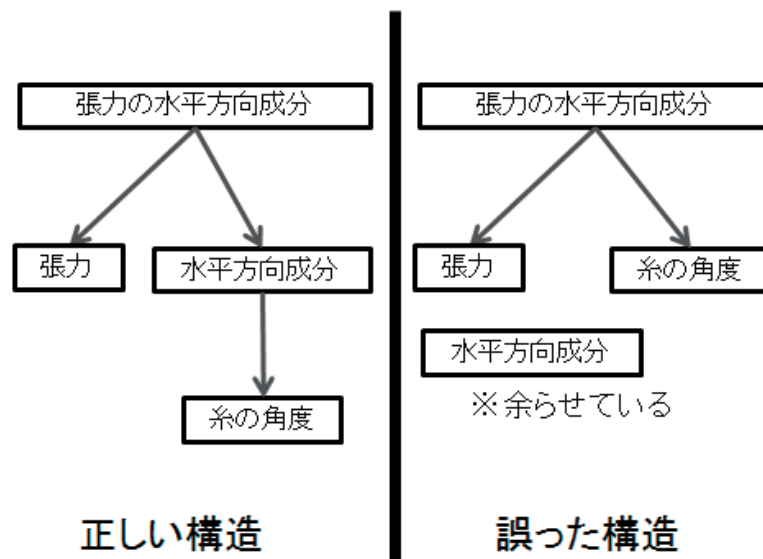 張力の水平方向成分
張力
水平方向成分
糸の角度
正しい構造
張力の水平方向成分
張力
糸の角度
水平方向成分
※余らせている
誤った構造